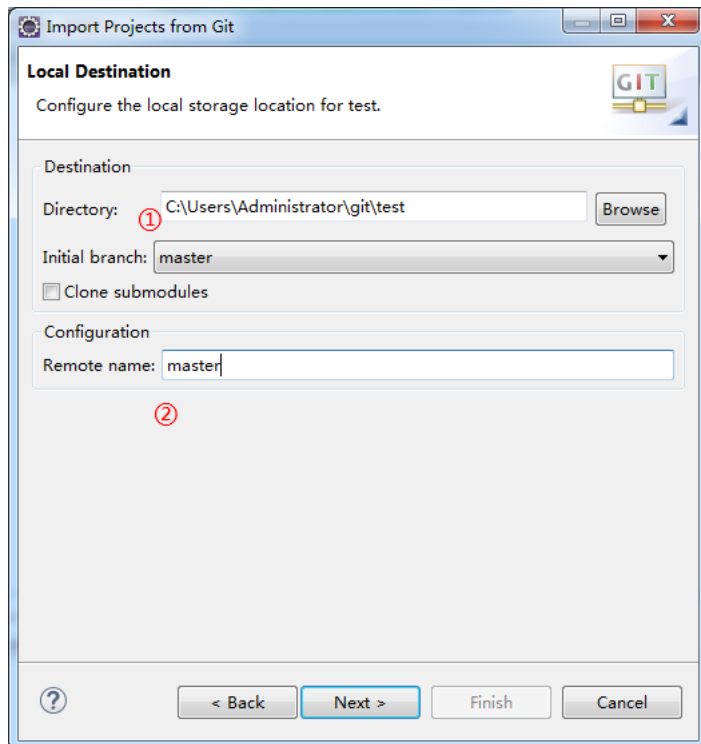 Import Projects from Git
Local Destination
Configure the local storage location for test.
GIT
Destination
Directory: ① C:\Users\Administrator\git\test Browse
Initial branch: master
Clone submodules
Configuration
Remote name: master
②
? < Back Next > Finish Cancel